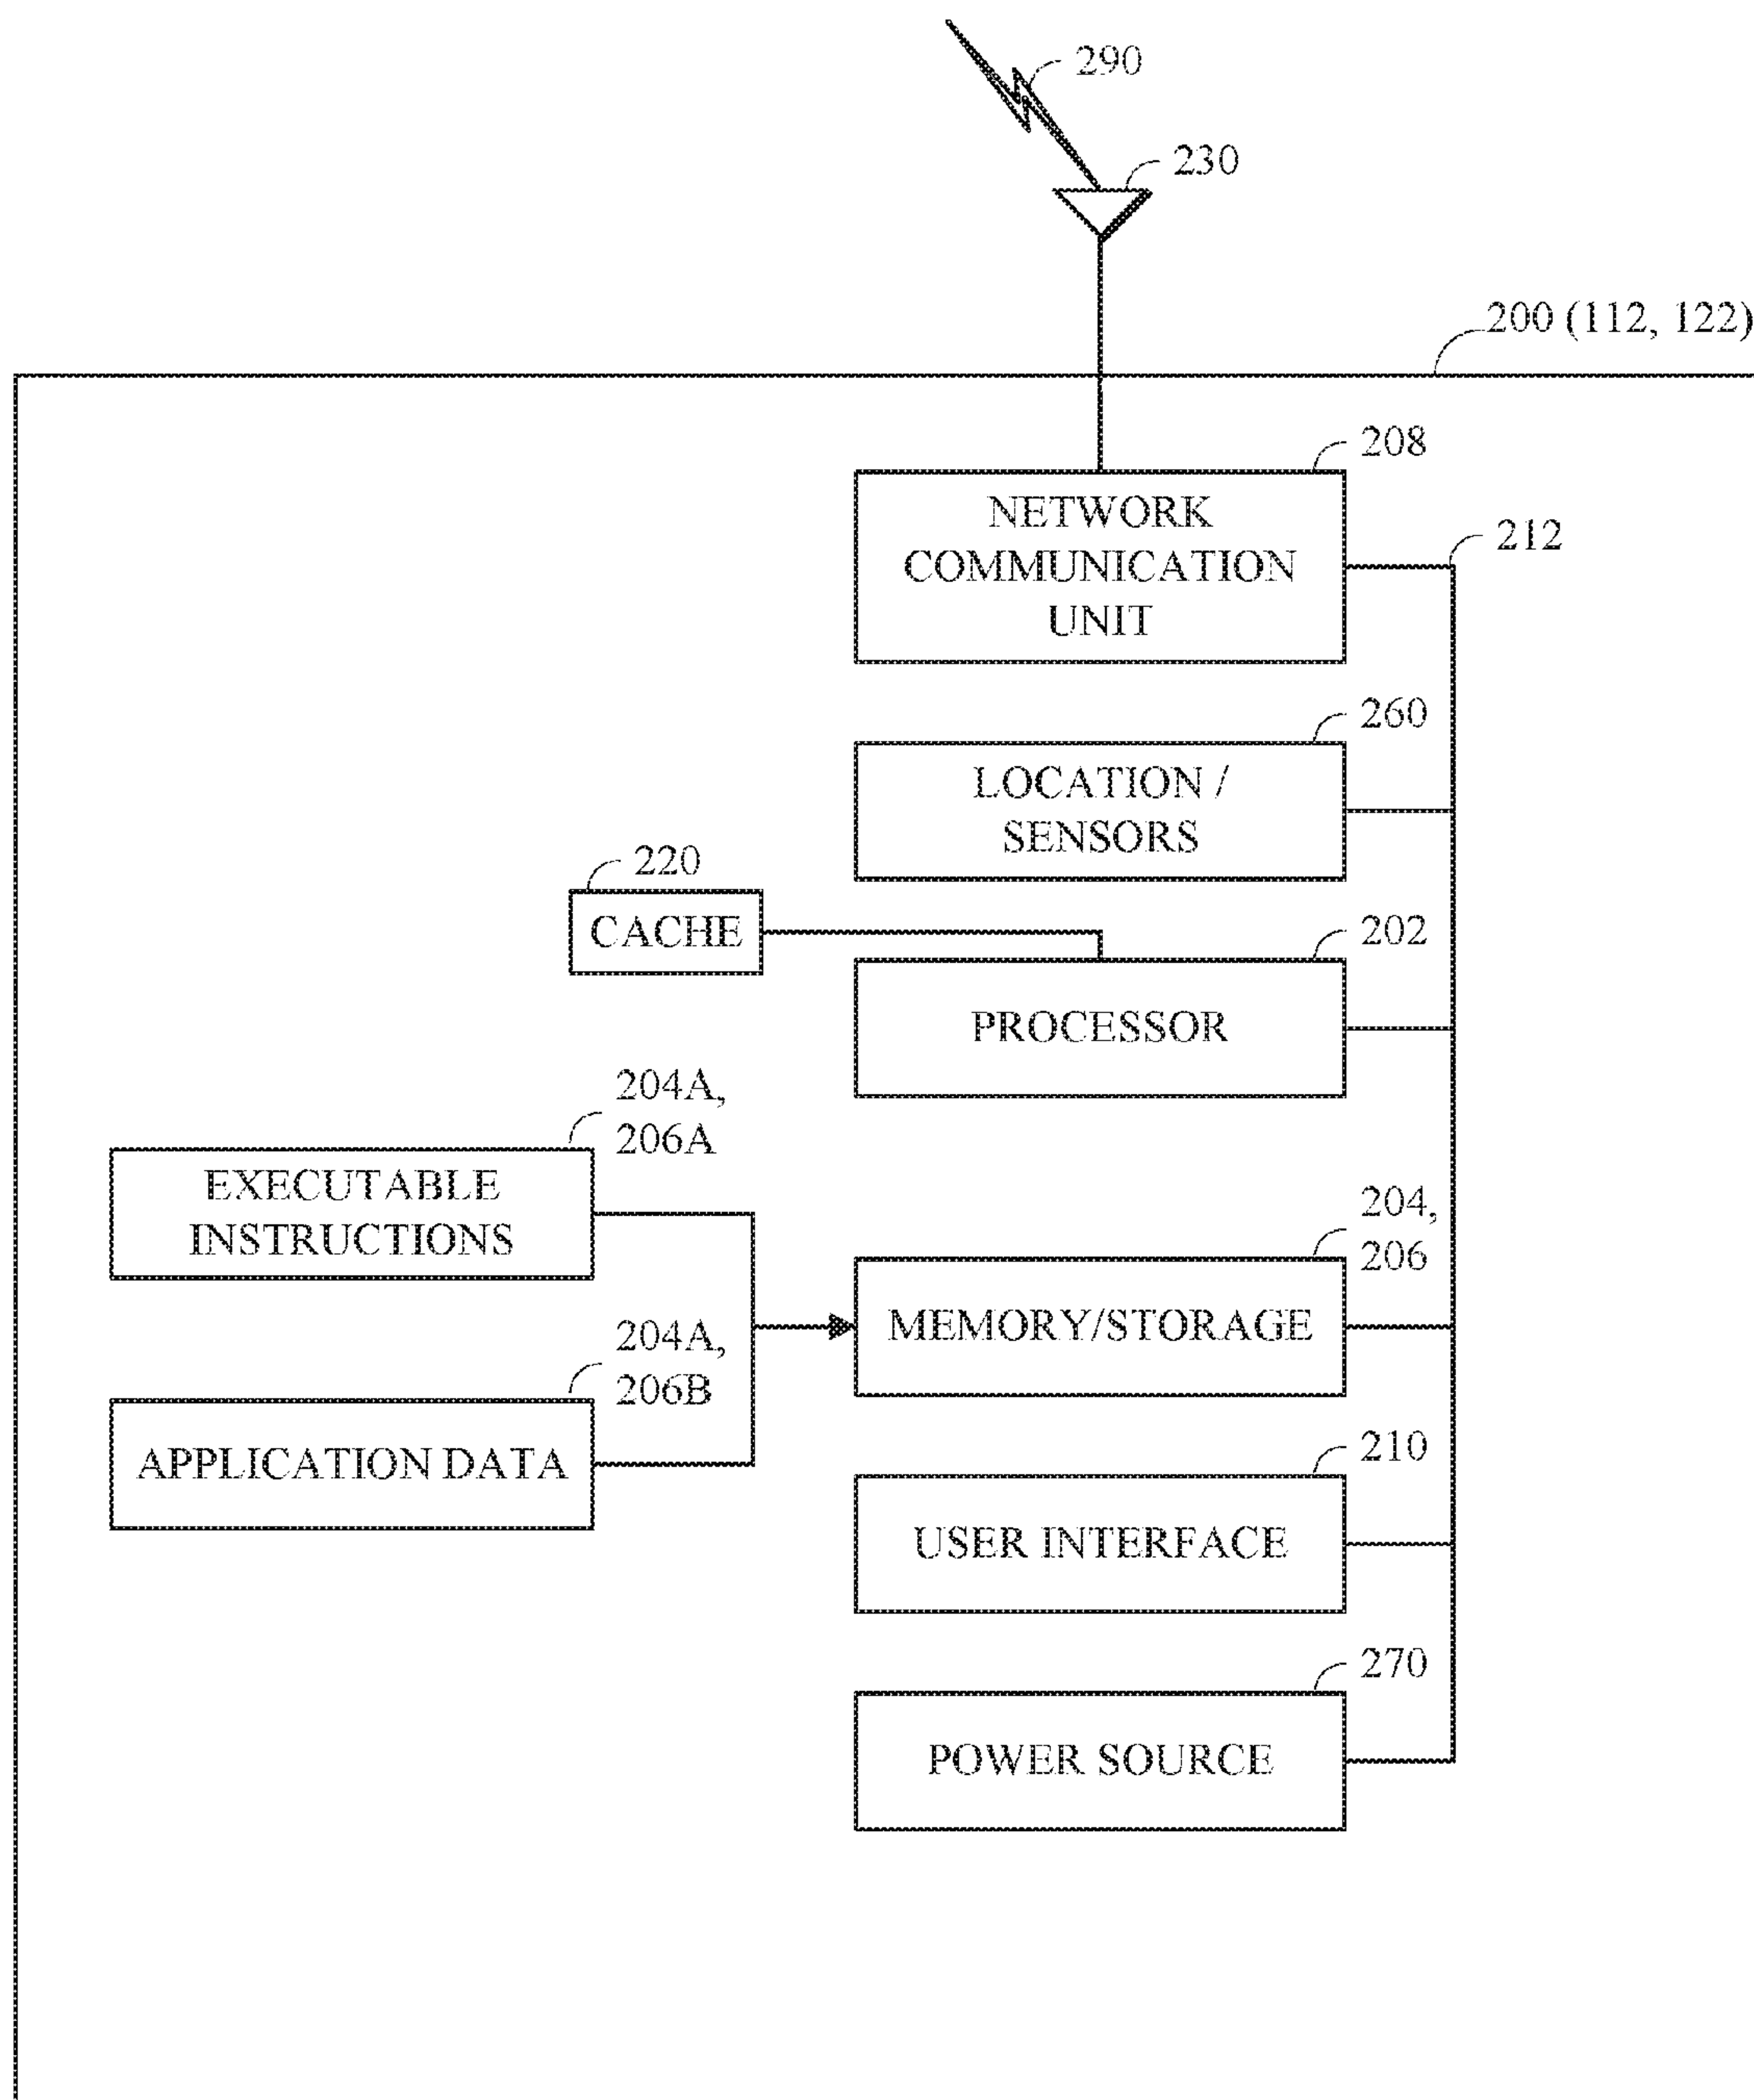 290
230
200 (112, 122)
208
NETWORK
COMMUNICATION
UNIT
212
260
LOCATION /
SENSORS
220
CACHE
202
PROCESSOR
204A,
206A
EXECUTABLE
INSTRUCTIONS
204,
206
MEMORY/STORAGE
204A,
206B
APPLICATION DATA
210
USER INTERFACE
270
POWER SOURCE